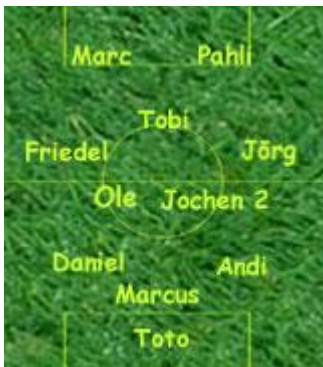 Marc Pahli
Tobi
Friedel Jörg
Ole Jochen 2
Daniel Andi
Marcus
Toto